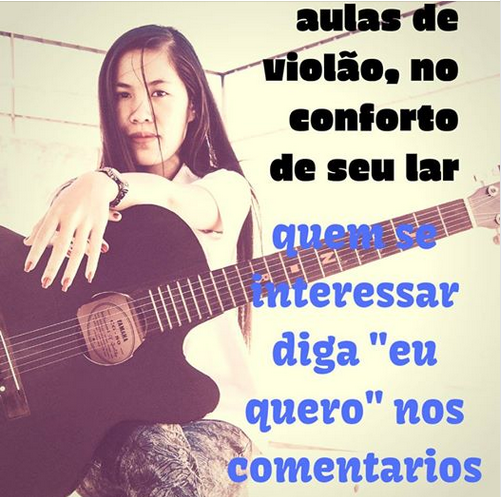 aulas de
violão, no
conforto
de seu lar
quem se
interessar
diga "eu
quero" nos
comentarios